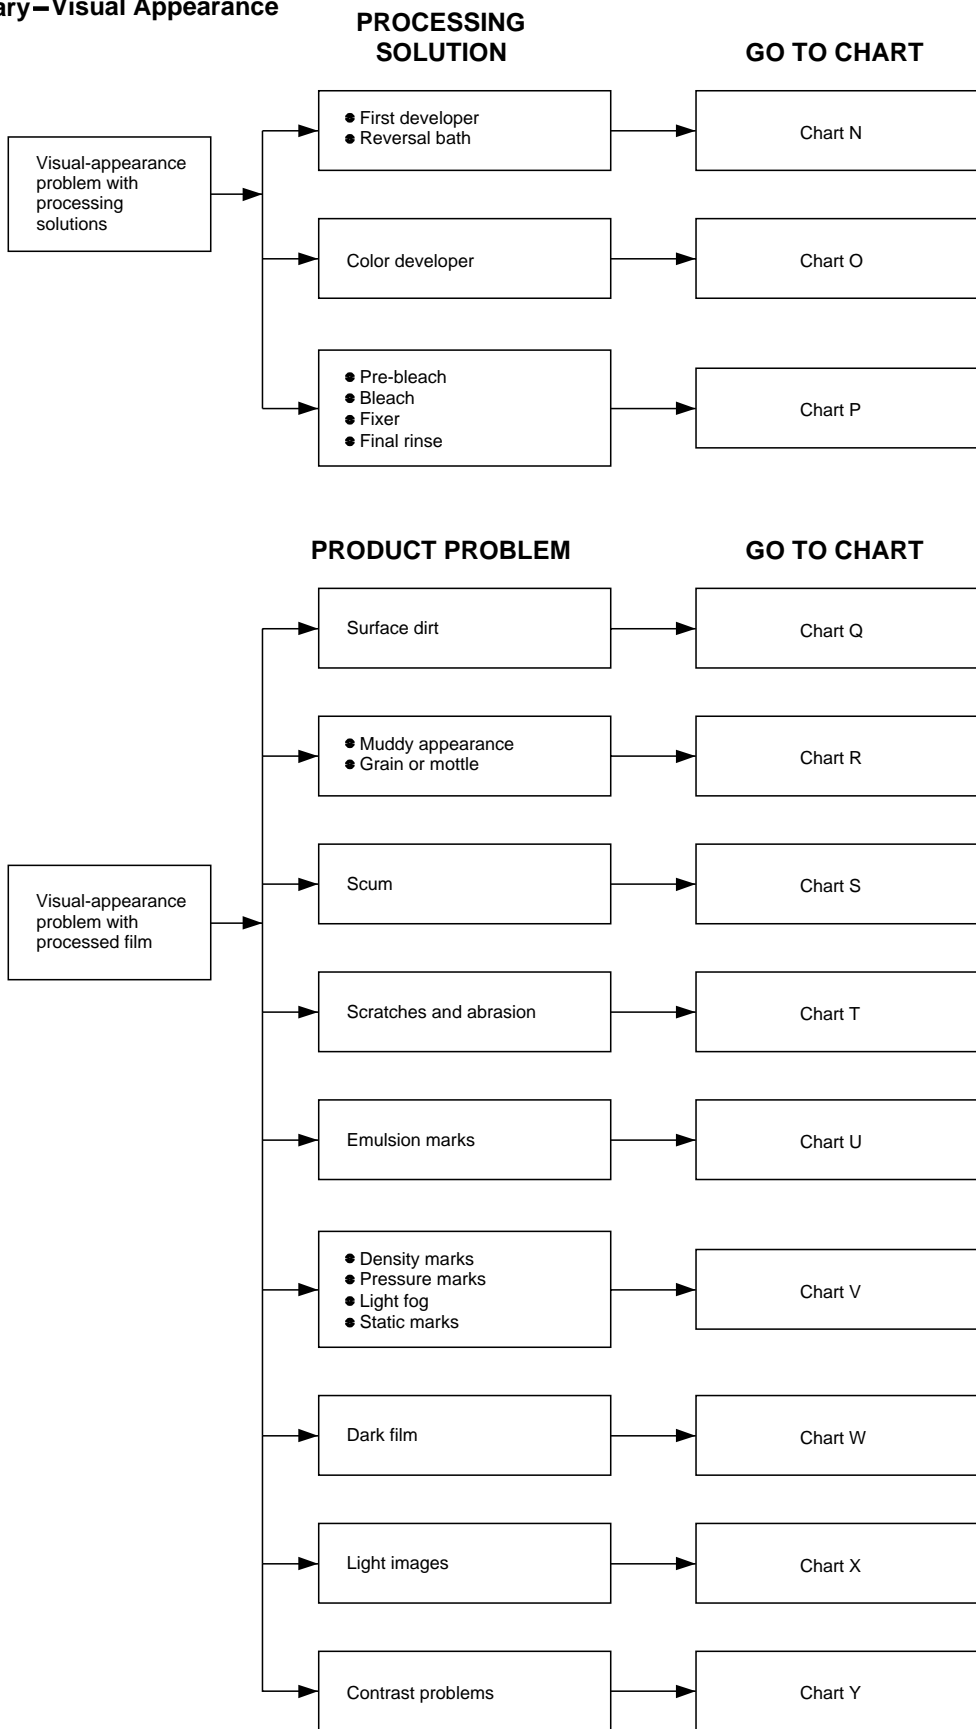 ary–Visual Appearance
PROCESSING
SOLUTION
GO TO CHART
Visual-appearance
problem with
processing
solutions
● First developer
● Reversal bath
Chart N
Color developer
Chart O
● Pre-bleach
● Bleach
● Fixer
● Final rinse
Chart P
PRODUCT PROBLEM
GO TO CHART
Visual-appearance
problem with
processed film
Surface dirt
Chart Q
● Muddy appearance
● Grain or mottle
Chart R
Scum
Chart S
Scratches and abrasion
Chart T
Emulsion marks
Chart U
● Density marks
● Pressure marks
● Light fog
● Static marks
Chart V
Dark film
Chart W
Light images
Chart X
Contrast problems
Chart Y